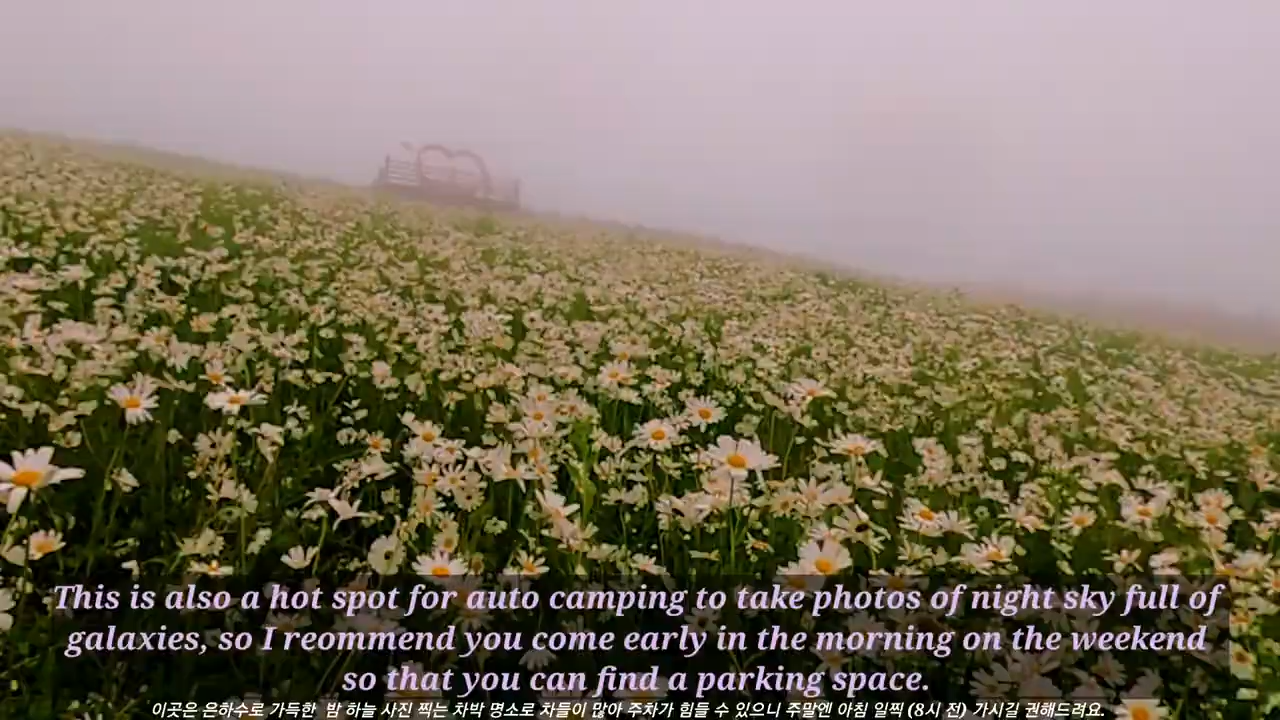 This is also a hot spot for auto camping to take photos of night sky full of
galaxies, so I reommend you come early in the morning on the weekend
so that you can find a parking space.
이곳은 은하수로 가득한 밤 하늘 사진 찍는 차박 명소로 차들이 많아 주차가 힘들 수 있으니 주말엔 아침 일찍 (8시 전) 가시길 권해드려요.